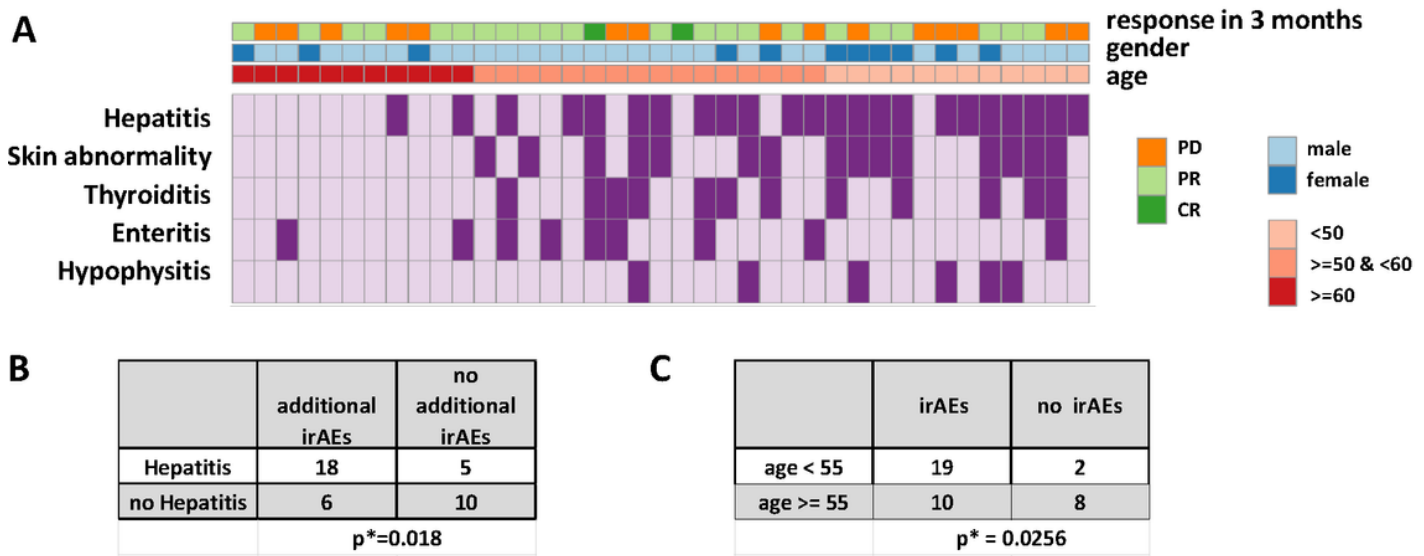 A
response in 3 months
gender
age
Hepatitis
Skin abnormality
Thyroiditis
Enteritis
Hypophysitis
PD
PR
CR
male
female
<50
>=50 & <60
>=60
B
additional irAEs
no additional irAEs
Hepatitis 18 5
no Hepatitis 6 10
p*=0.018
C
irAEs no irAEs
age < 55 19 2
age >= 55 10 8
p* = 0.0256